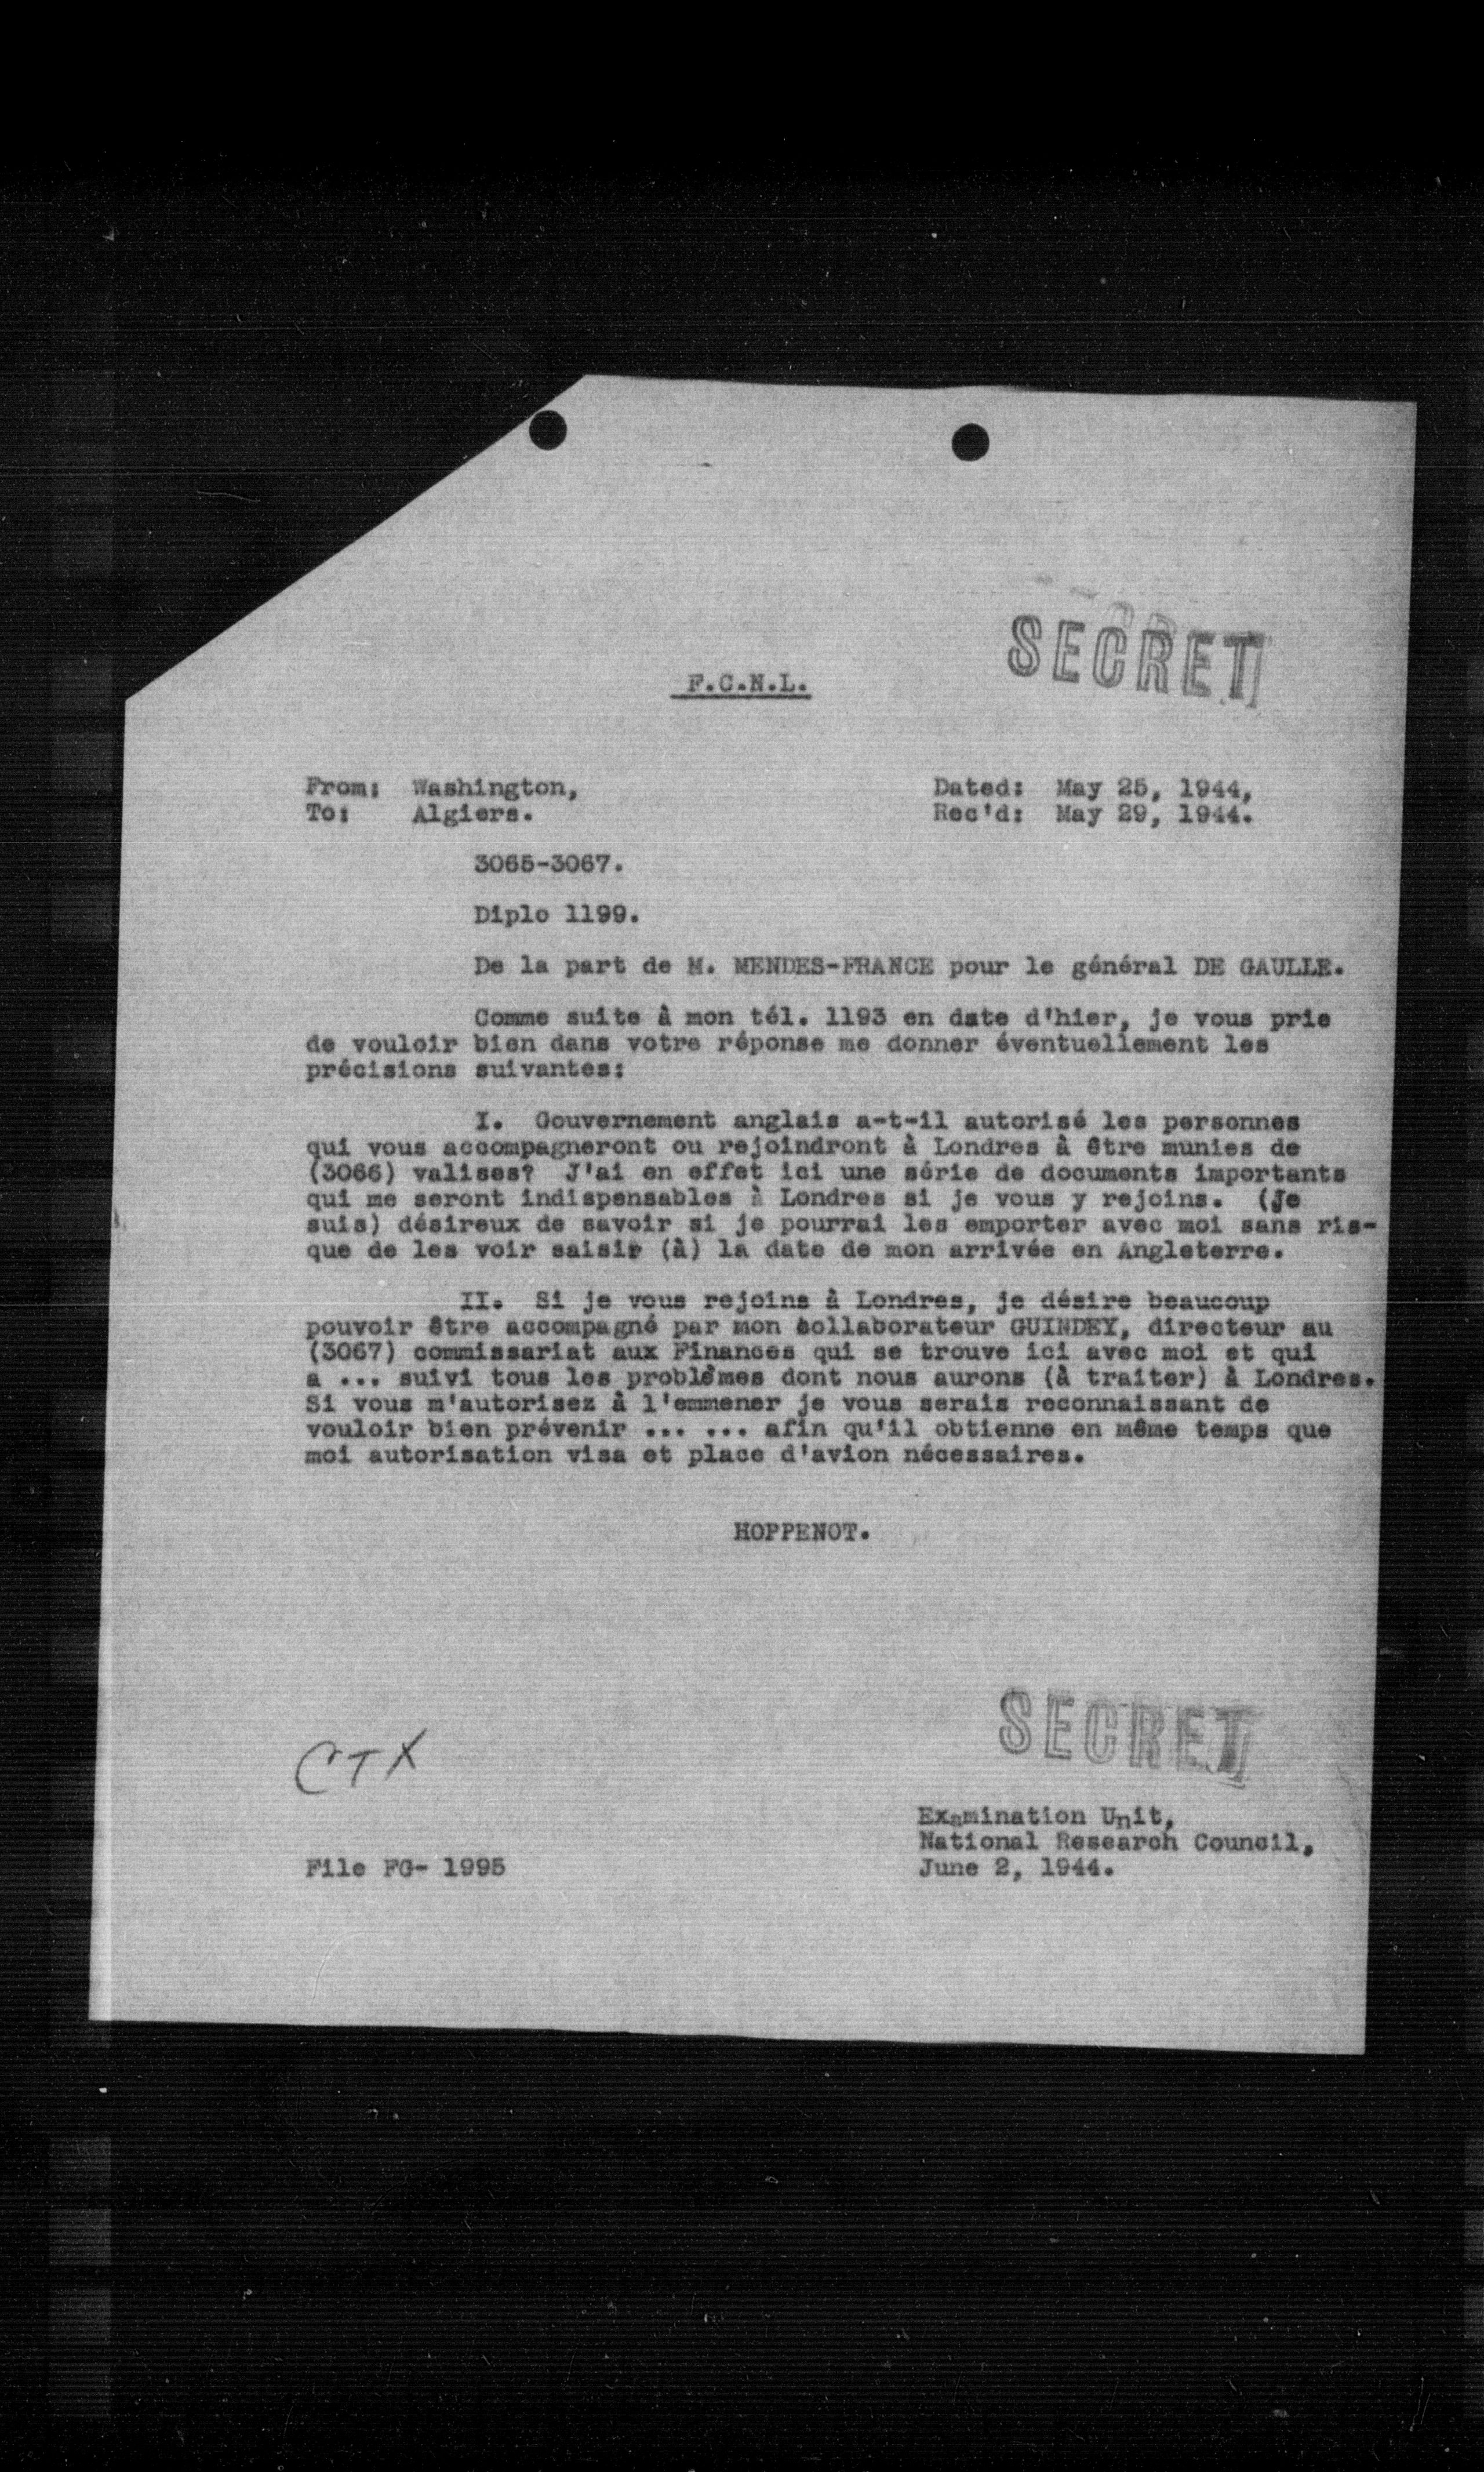 SECRET
F.C.N.L.
From: Washington,
To: Algiers.
Dated: May 25, 1944,
Rec'd: May 29, 1944.
3065-3067.
Diplo 1199.
De la part de M. MENDES-FRANCE pour le général DE GAULLE.
Comme suite à mon tél. 1193 en date d'hier, je vous prie
de vouloir bien dans votre réponse me donner éventuellement les
précisions suivantes:
I. Gouvernement anglais a-t-il autorisé les personnes
qui vous accompagneront ou rejoindront à Londres à être munies de
(3066) valises? J'ai en effet ici une série de documents importants
qui me seront indispensables à Londres si je vous y rejoins. (Je
suis) désireux de savoir si je pourrai les emporter avec moi sans ris-
que de les voir saisir (à) la date de mon arrivée en Angleterre.
II. Si je vous rejoins à Londres, je désire beaucoup
pouvoir être accompagné par mon collaborateur GUINDEY, directeur au
(3067) commissariat aux Finances qui se trouve ici avec moi et qui
a ... suivi tous les problèmes dont nous aurons (à traiter) à Londres.
Si vous m'autorisez à l'emmener je vous serais reconnaissant de
vouloir bien prévenir ... ... afin qu'il obtienne en même temps que
moi autorisation visa et place d'avion nécessaires.
HOPPENOT.
SECRET
CTX
Examination Unit,
National Research Council,
June 2, 1944.
File FG- 1995